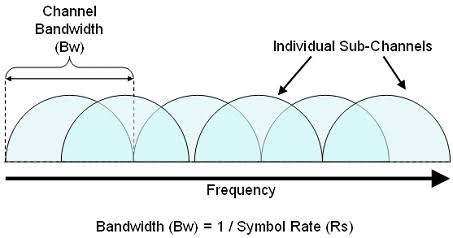 Channel
Bandwidth
(Bw)
Individual Sub-Channels
Frequency
Bandwidth (Bw) = 1 / Symbol Rate (Rs)